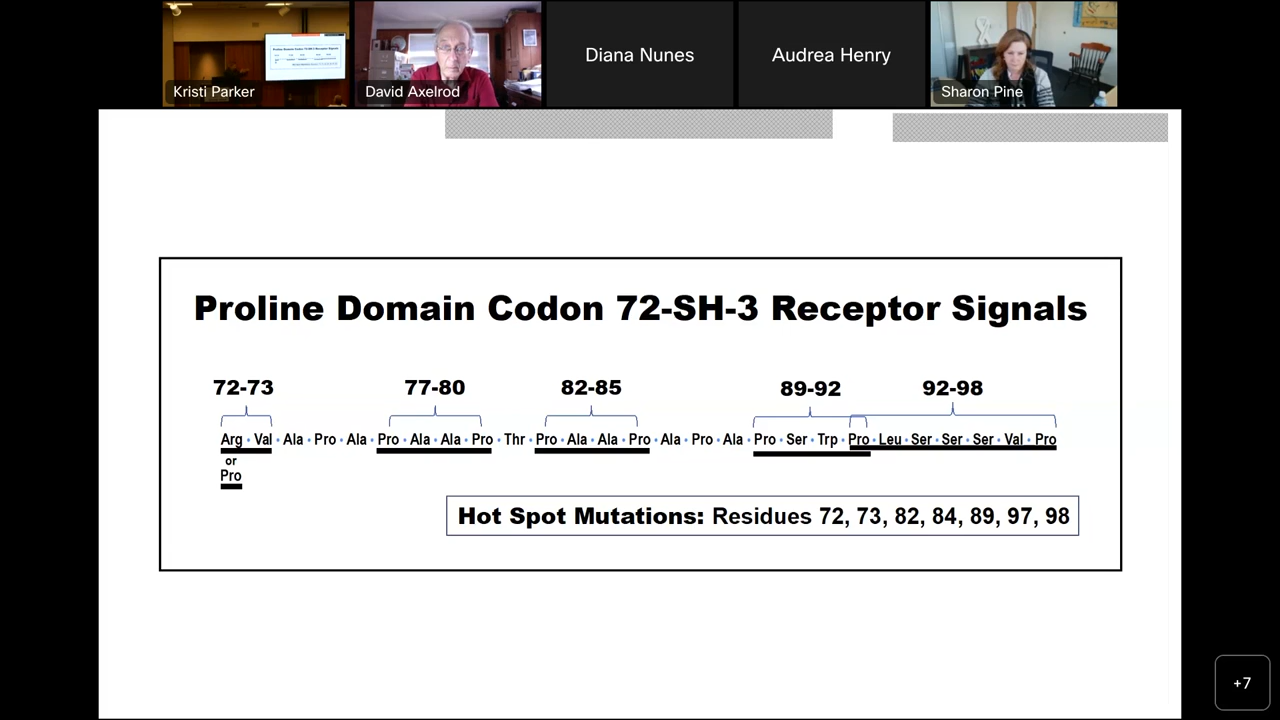 Kristi Parker
David Axelrod
Diana Nunes
Audrea Henry
Sharon Pine
Proline Domain Codon 72-SH-3 Receptor Signals
72-73 77-80 82-85 89-92 92-98
Arg · Val · Ala · Pro · Ala · Pro · Ala · Ala · Pro · Thr · Pro · Ala · Ala · Pro · Ala · Pro · Ala · Pro · Ser · Trp · Pro · Leu · Ser · Ser · Ser · Val · Pro
or
Pro
Hot Spot Mutations: Residues 72, 73, 82, 84, 89, 97, 98
+7